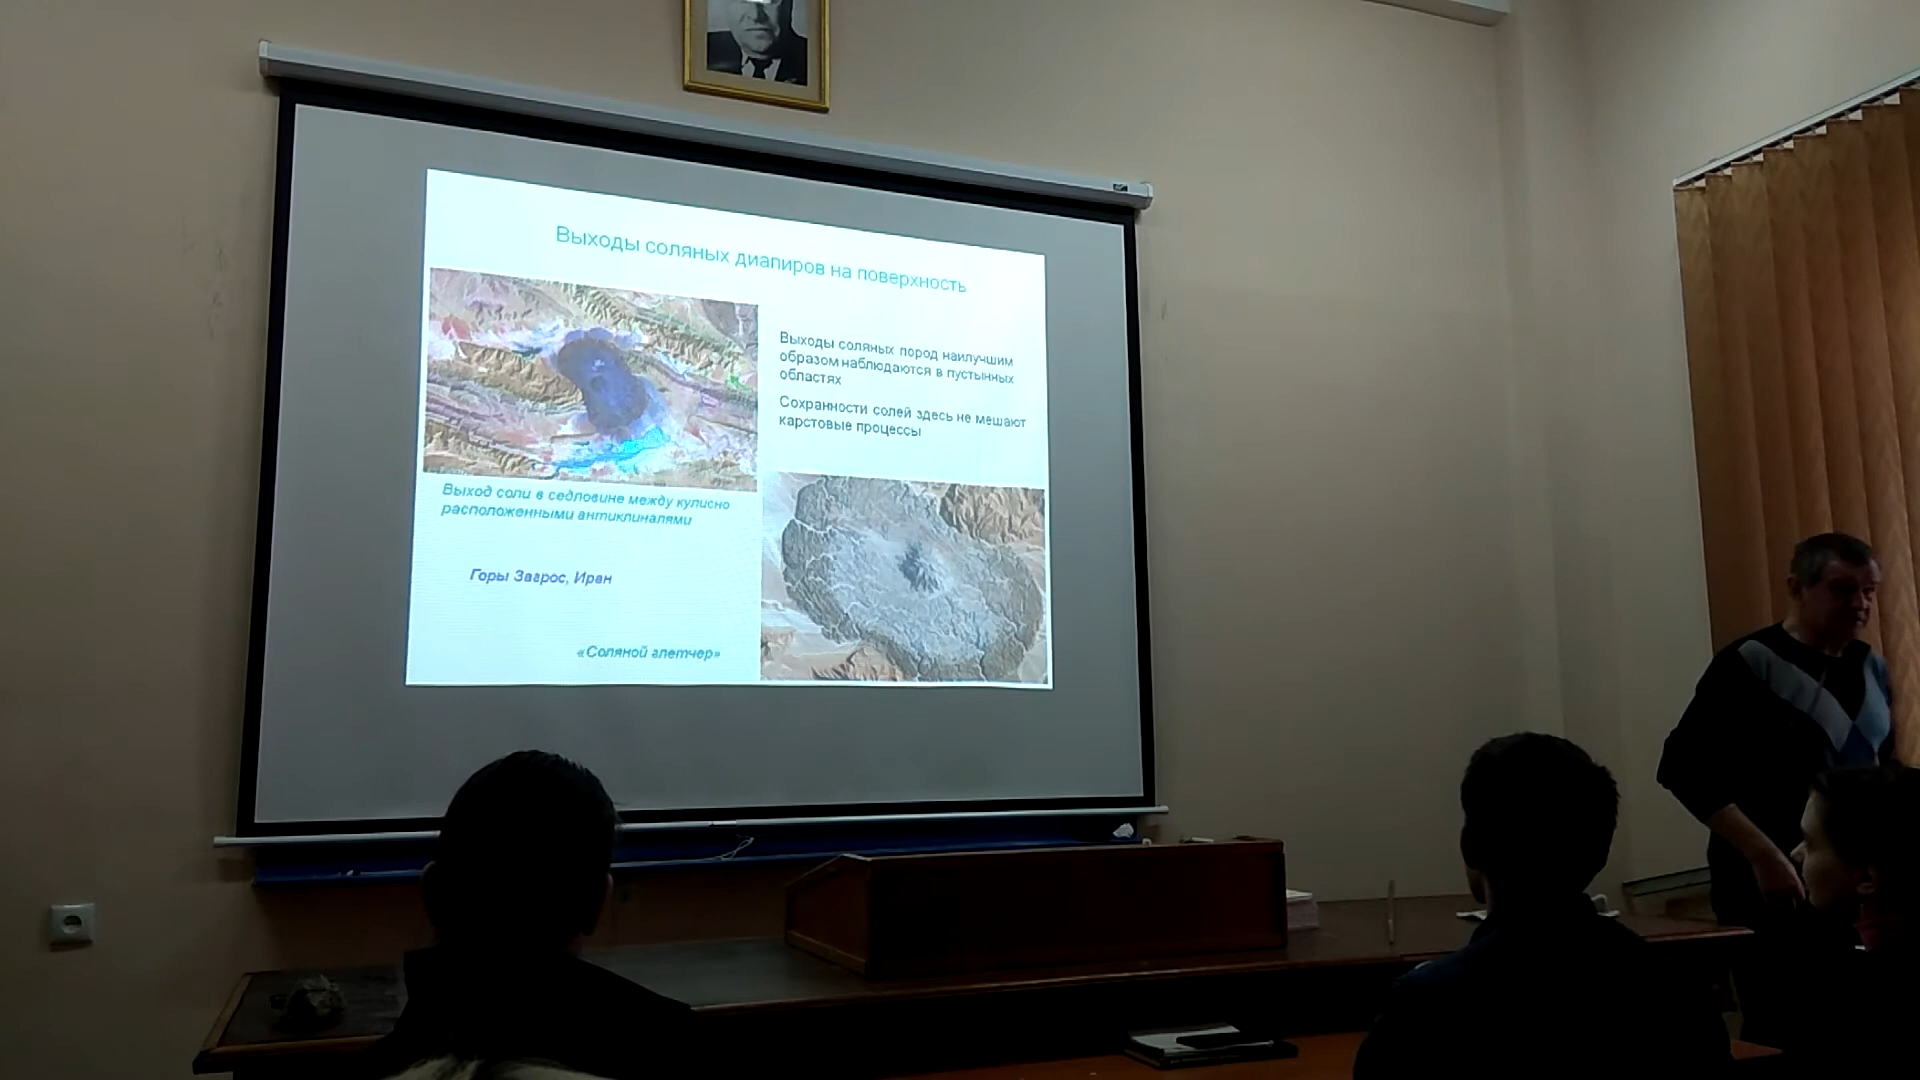 Выходы соляных диапиров на поверхность
Выходы соляных пород наилучшим
образом наблюдаются в пустынных
областях
Сохранности солей здесь не мешают
карстовые процессы
Выход соли в седловине между кулисно
расположенными антиклиналями
Горы Загрос, Иран
«Соляной глетчер»